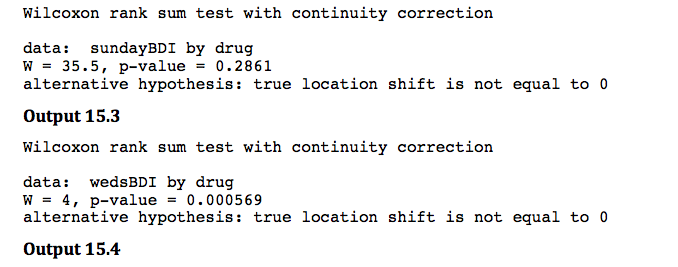 Wilcoxon rank sum test with continuity correction
data:  sundayBDI by drug
W = 35.5, p-value = 0.2861
alternative hypothesis: true location shift is not equal to 0
Output 15.3
Wilcoxon rank sum test with continuity correction
data:  wedsBDI by drug
W = 4, p-value = 0.000569
alternative hypothesis: true location shift is not equal to 0
Output 15.4